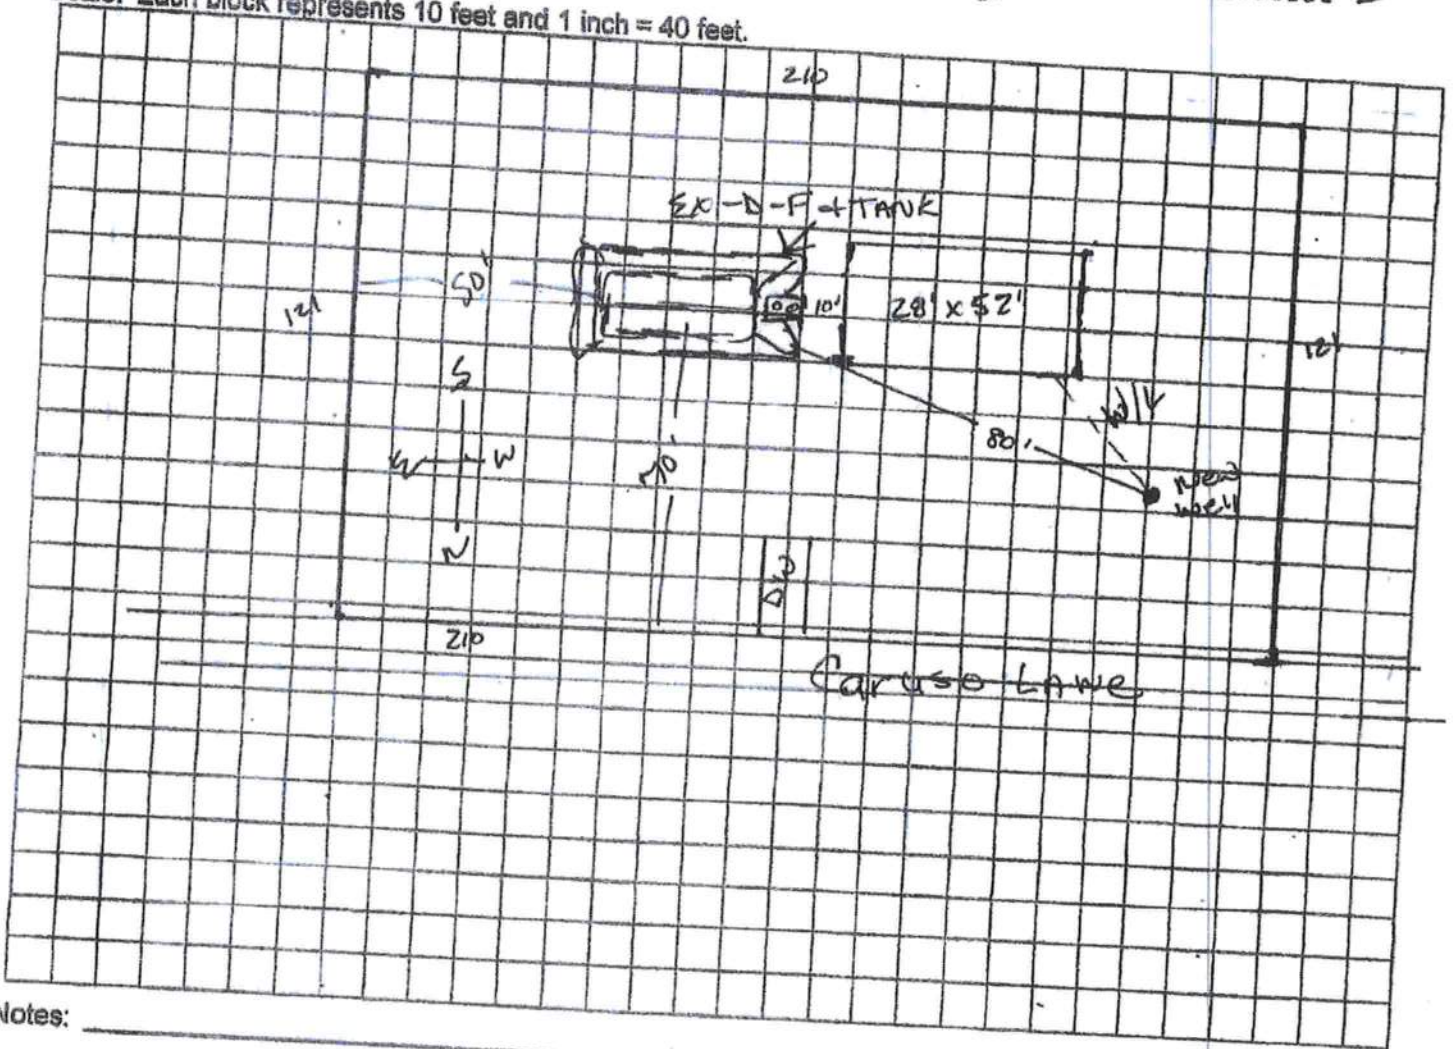 Each block represents 10 feet and 1 inch = 40 feet.
210
EX-D-F + TANK
50'
121
10'
28' x 52'
121
S
W
N
W/L
80'
New
well
D/W
210
Caruso Lane
Notes: